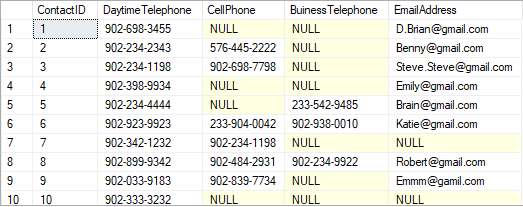 ContactID DaytimeTelephone CellPhone BuinessTelephone EmailAddress
1 1 902-698-3455 NULL NULL D.Brian@gmail.com
2 2 902-234-2343 576-445-2222 NULL Benny@gmail.com
3 3 902-234-1198 902-698-7798 NULL Steve.Steve@gmail.com
4 4 902-398-9934 NULL NULL Emily@gmail.com
5 5 902-234-4444 NULL 233-542-9485 Brain@gmail.com
6 6 902-923-9923 233-904-0042 902-938-0010 Katie@gmail.com
7 7 902-342-1232 902-234-1198 NULL NULL
8 8 902-899-9342 902-484-2931 902-234-9922 Robert@gmail.com
9 9 902-033-9183 902-839-7734 NULL Emmm@gamil.com
10 10 902-333-3232 NULL NULL NULL